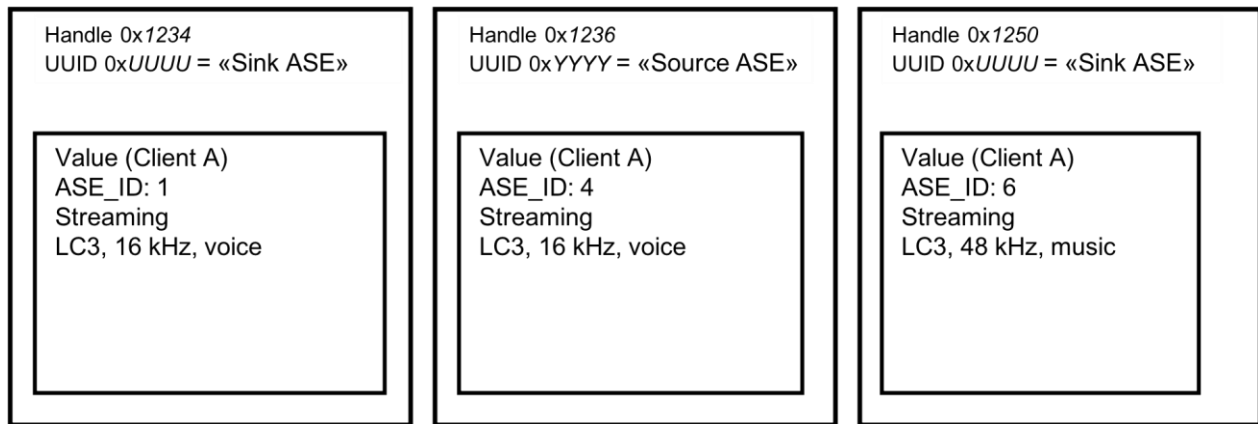 Handle 0x1234
UUID 0xUUUU = «Sink ASE»
Value (Client A)
ASE_ID: 1
Streaming
LC3, 16 kHz, voice
Handle 0x1236
UUID 0xYYYY = «Source ASE»
Value (Client A)
ASE_ID: 4
Streaming
LC3, 16 kHz, voice
Handle 0x1250
UUID 0xUUUU = «Sink ASE»
Value (Client A)
ASE_ID: 6
Streaming
LC3, 48 kHz, music